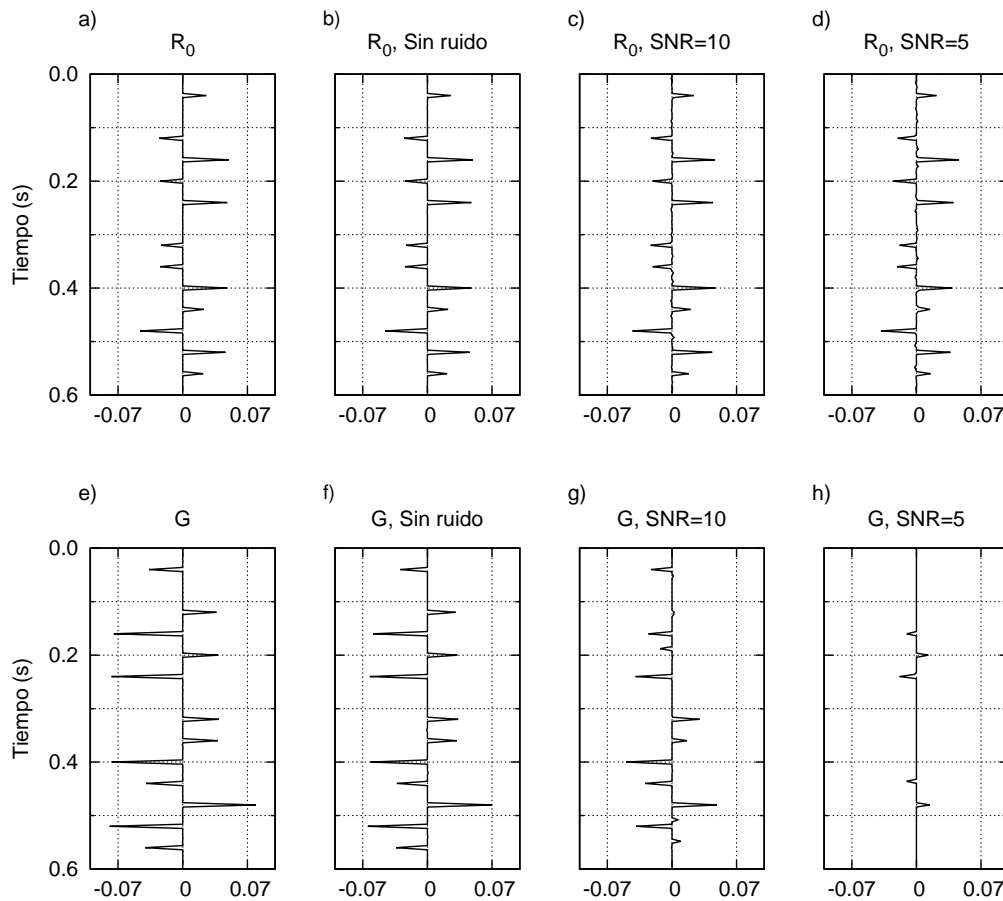 a) b) c) d)
R0 R0, Sin ruido R0, SNR=10 R0, SNR=5
0.0
0.2
0.4
0.6
Tiempo (s)
-0.07 0 0.07 -0.07 0 0.07 -0.07 0 0.07 -0.07 0 0.07
e) f) g) h)
G G, Sin ruido G, SNR=10 G, SNR=5
0.0
0.2
0.4
0.6
Tiempo (s)
-0.07 0 0.07 -0.07 0 0.07 -0.07 0 0.07 -0.07 0 0.07